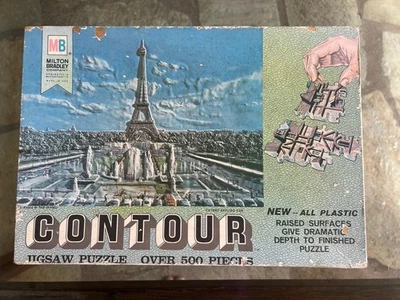 MB
MILTON
BRADLEY
COMPANY
NEW -- ALL PLASTIC
RAISED SURFACES
GIVE DRAMATIC
DEPTH TO FINISHED
PUZZLE
CONTOUR
JIGSAW PUZZLE OVER 500 PIECES